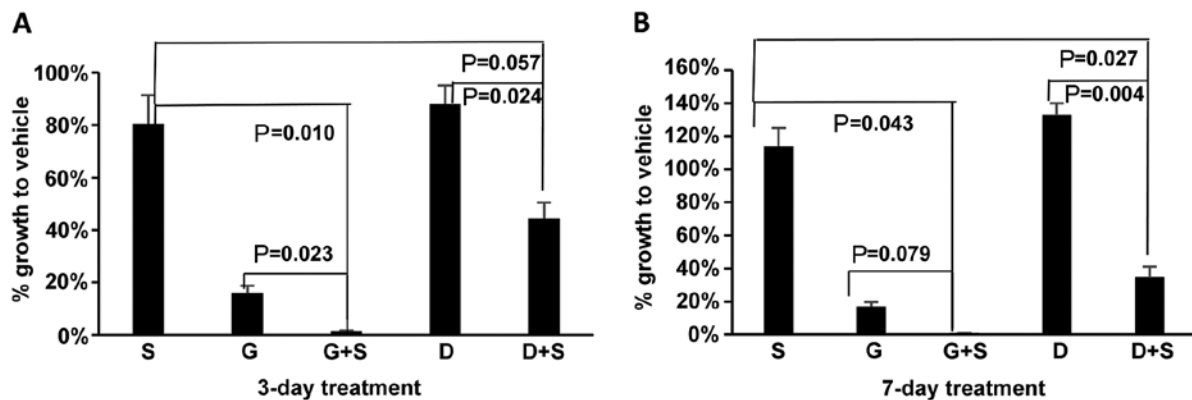 A
% growth to vehicle
100%
80%
60%
40%
20%
0%
P=0.057
P=0.024
P=0.010
P=0.023
S G G+S D D+S
3-day treatment
B
% growth to vehicle
160%
140%
120%
100%
80%
60%
40%
20%
0%
P=0.027
P=0.004
P=0.043
P=0.079
S G G+S D D+S
7-day treatment